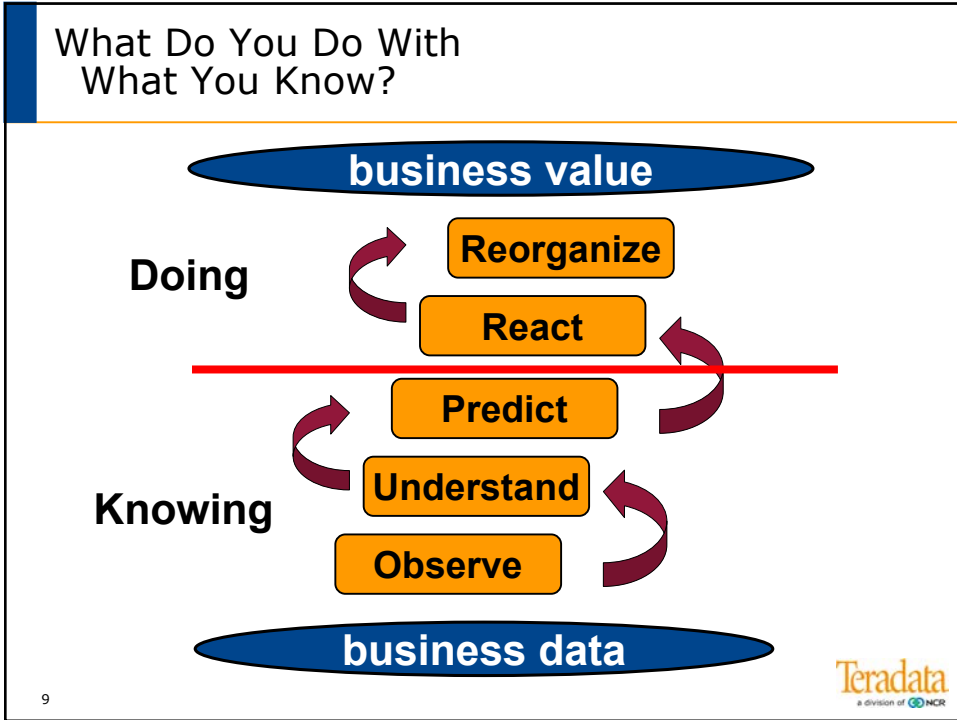 What Do You Do With
What You Know?
business value
Reorganize
Doing
React
Predict
Understand
Knowing
Observe
business data
Teradata
a division of NCR
9